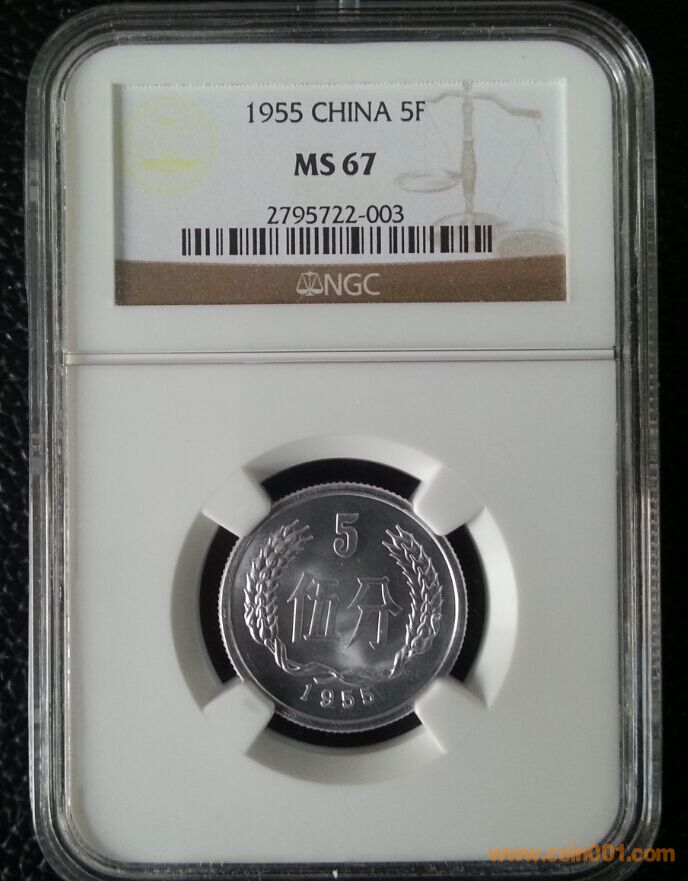 1955 CHINA 5F
MS 67
2795722-003
NGC
5
伍分
1955
www.coin001.com